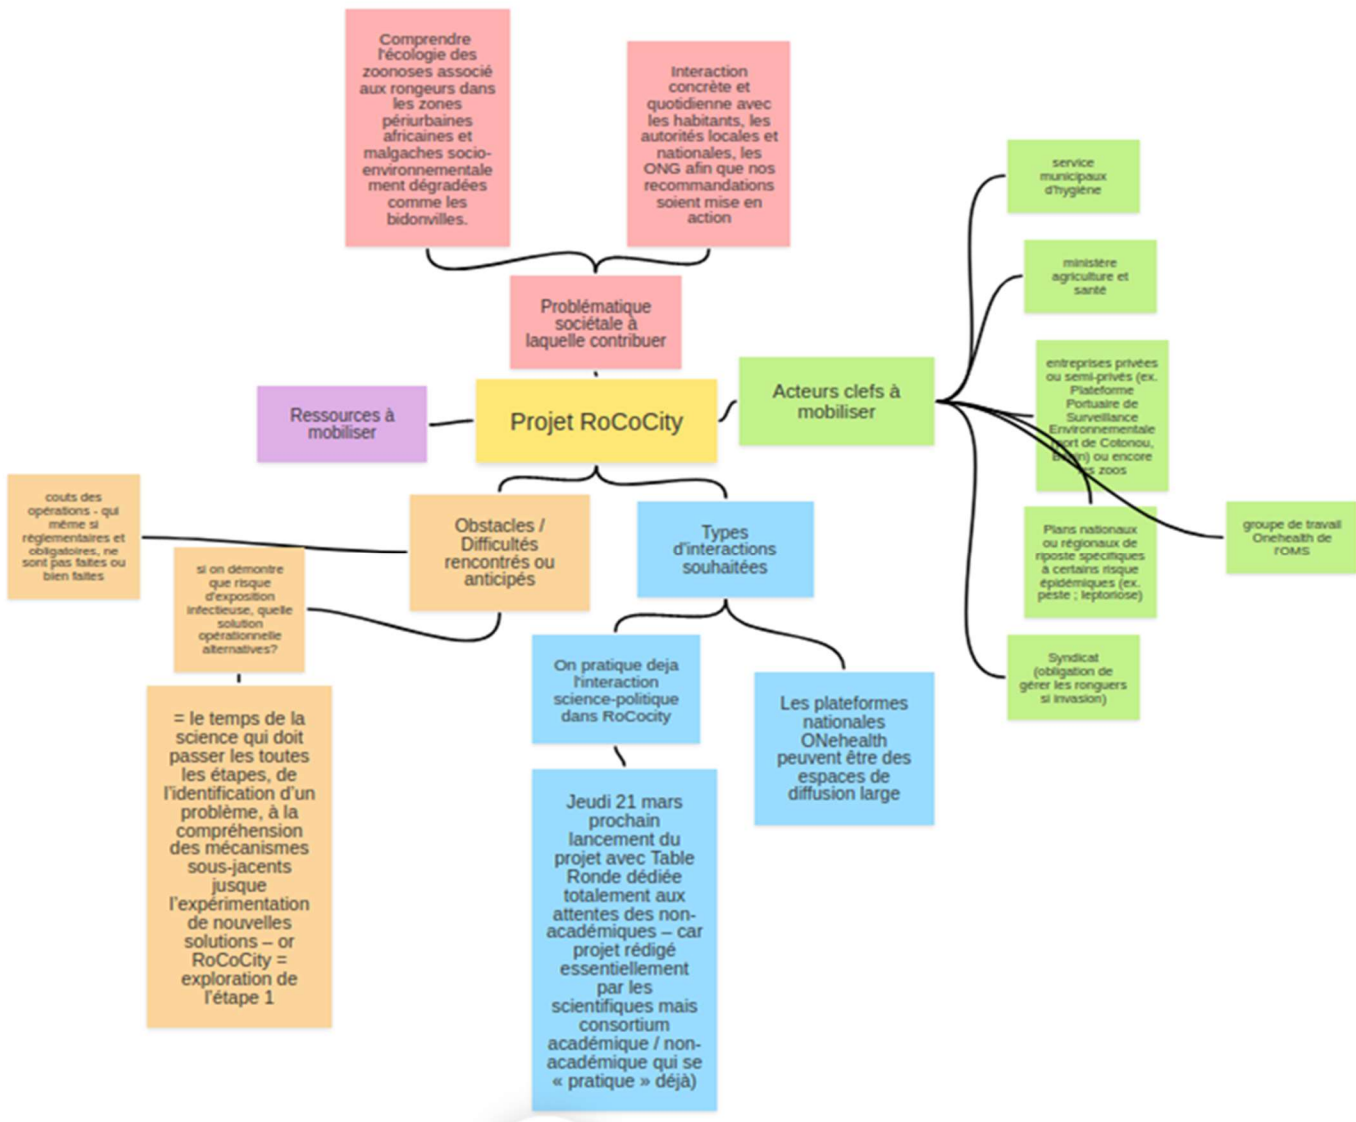 Comprendre
l'écologie des
zoonoses associé
aux rongeurs dans
les zones
périurbaines
africaines et
malgaches socio-
environnementale
ment dégradées
comme les
bidonvilles.
Interaction
concrète et
quotidienne avec
les habitants, les
autorités locales et
nationales, les
ONG afin que nos
recommandations
soient mise en
action
Problématique
sociétale à
laquelle contribuer
Ressources à
mobiliser
Projet RoCoCity
Acteurs clefs à
mobiliser
service
municipaux
d'hygiène
ministère
agriculture et
santé
entreprises privées
ou semi-privés (ex.
Plateforme
Portuaire de
Surveillance
Environnementale
(port de Cotonou,
Bénin) ou encore
les zoos
Plans nationaux
ou régionaux de
riposte spécifiques
à certains risque
épidémiques (ex.
peste ; leptoriose)
groupe de travail
Onehealth de
l'OMS
Syndicat
(obligation de
gérer les ronguers
si invasion)
couts des
opérations - qui
même si
règlementaires et
obligatoires, ne
sont pas faites ou
bien faites
Obstacles /
Difficultés
rencontrés ou
anticipés
si on démontre
que risque
d'exposition
infectieuse, quelle
solution
opérationnelle
alternatives?
= le temps de la
science qui doit
passer les toutes
les étapes, de
l'identification d'un
problème, à la
compréhension
des mécanismes
sous-jacents
jusque
l'expérimentation
de nouvelles
solutions – or
RoCoCity =
exploration de
l'étape 1
Types
d'interactions
souhaitées
On pratique deja
l'interaction
science-politique
dans RoCocity
Jeudi 21 mars
prochain
lancement du
projet avec Table
Ronde dédiée
totalement aux
attentes des non-
académiques – car
projet rédigé
essentiellement
par les
scientifiques mais
consortium
académique / non-
académique qui se
« pratique » déjà)
Les plateformes
nationales
ONehealth
peuvent être des
espaces de
diffusion large